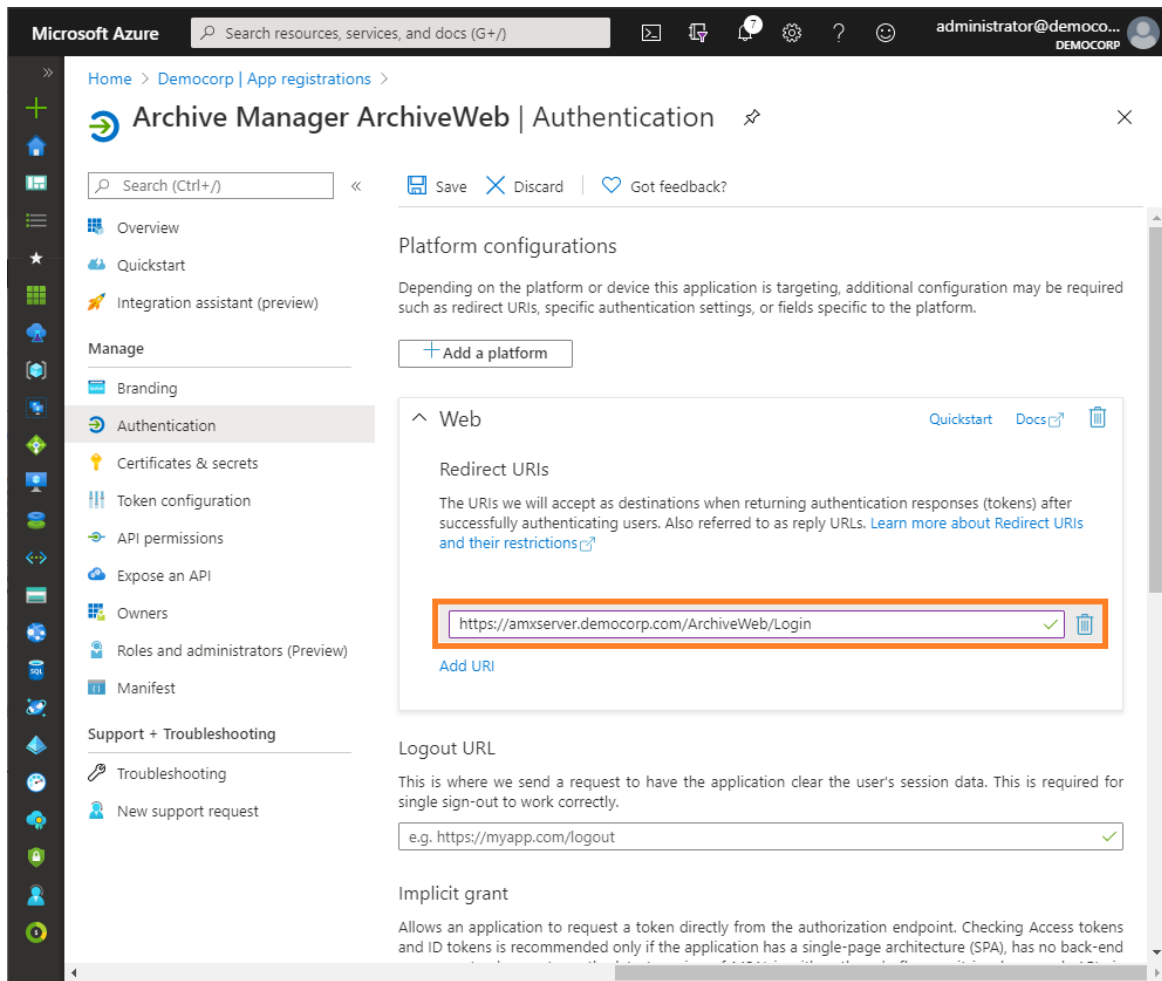 Microsoft Azure
Search resources, services, and docs (G+/)
7
administrator@democo...
DEMOCORP
Home > Democorp | App registrations >
Archive Manager ArchiveWeb | Authentication
Search (Ctrl+/)
Overview
Quickstart
Integration assistant (preview)
Manage
Branding
Authentication
Certificates & secrets
Token configuration
API permissions
Expose an API
Owners
Roles and administrators (Preview)
Manifest
Support + Troubleshooting
Troubleshooting
New support request
Save
Discard
Got feedback?
Platform configurations
Depending on the platform or device this application is targeting, additional configuration may be required
such as redirect URIs, specific authentication settings, or fields specific to the platform.
Add a platform
Web
Quickstart
Docs
Redirect URIs
The URIs we will accept as destinations when returning authentication responses (tokens) after
successfully authenticating users. Also referred to as reply URLs. Learn more about Redirect URIs
and their restrictions
https://amxserver.democorp.com/ArchiveWeb/Login
Add URI
Logout URL
This is where we send a request to have the application clear the user's session data. This is required for
single sign-out to work correctly.
e.g. https://myapp.com/logout
Implicit grant
Allows an application to request a token directly from the authorization endpoint. Checking Access tokens
and ID tokens is recommended only if the application has a single-page architecture (SPA), has no back-end